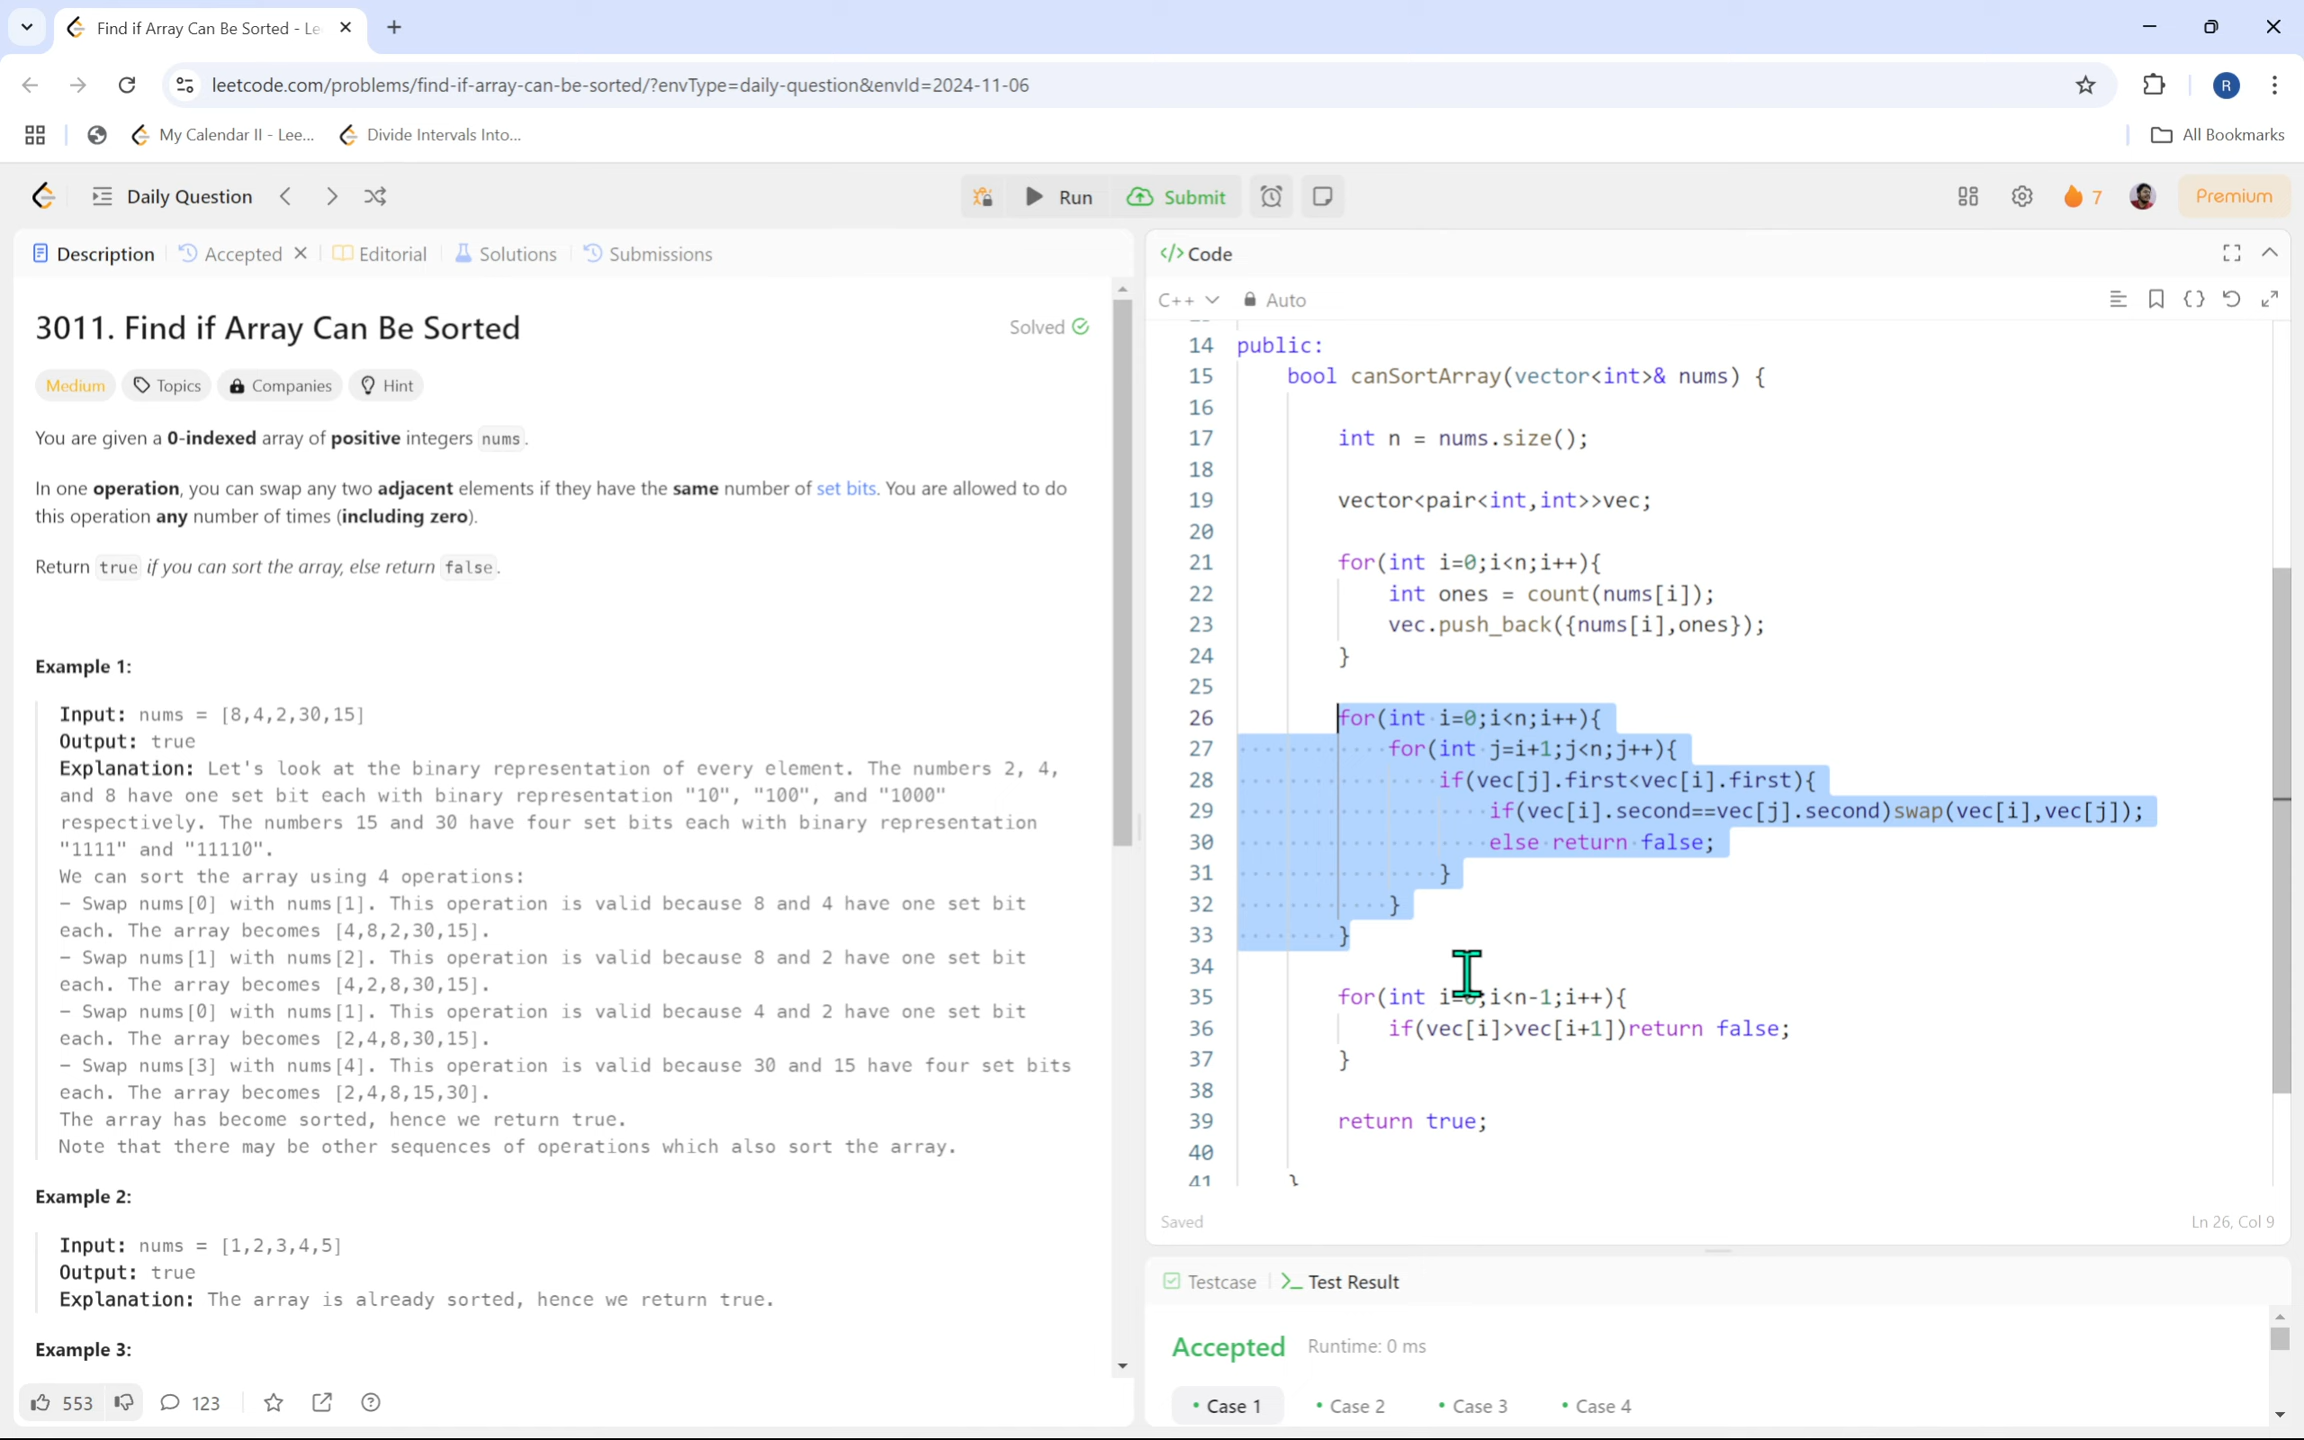 Find if Array Can Be Sorted - Le
leetcode.com/problems/find-if-array-can-be-sorted/?envType=daily-question&envId=2024-11-06
R
My Calendar II - Lee...
Divide Intervals Into...
All Bookmarks
Daily Question
Run
Submit
7
Premium
Description
Accepted
Editorial
Solutions
Submissions
3011. Find if Array Can Be Sorted
Solved
Medium
Topics
Companies
Hint
You are given a 0-indexed array of positive integers nums.
In one operation, you can swap any two adjacent elements if they have the same number of set bits. You are allowed to do
this operation any number of times (including zero).
Return true if you can sort the array, else return false.
Example 1:
Input: nums = [8,4,2,30,15]
Output: true
Explanation: Let's look at the binary representation of every element. The numbers 2, 4,
and 8 have one set bit each with binary representation "10", "100", and "1000"
respectively. The numbers 15 and 30 have four set bits each with binary representation
"1111" and "11110".
We can sort the array using 4 operations:
- Swap nums[0] with nums[1]. This operation is valid because 8 and 4 have one set bit
each. The array becomes [4,8,2,30,15].
- Swap nums[1] with nums[2]. This operation is valid because 8 and 2 have one set bit
each. The array becomes [4,2,8,30,15].
- Swap nums[0] with nums[1]. This operation is valid because 4 and 2 have one set bit
each. The array becomes [2,4,8,30,15].
- Swap nums[3] with nums[4]. This operation is valid because 30 and 15 have four set bits
each. The array becomes [2,4,8,15,30].
The array has become sorted, hence we return true.
Note that there may be other sequences of operations which also sort the array.
Example 2:
Input: nums = [1,2,3,4,5]
Output: true
Explanation: The array is already sorted, hence we return true.
Example 3:
553
123
</> Code
C++
Auto
14 public:
15 bool canSortArray(vector<int>& nums) {
16
17 int n = nums.size();
18
19 vector<pair<int,int>>vec;
20
21 for(int i=0;i<n;i++){
22 int ones = count(nums[i]);
23 vec.push_back({nums[i],ones});
24 }
25
26 for(int i=0;i<n;i++){
27 for(int j=i+1;j<n;j++){
28 if(vec[j].first<vec[i].first){
29 if(vec[i].second==vec[j].second)swap(vec[i],vec[j]);
30 else return false;
31 }
32 }
33 }
34
35 for(int i=0;i<n-1;i++){
36 if(vec[i]>vec[i+1])return false;
37 }
38
39 return true;
40
41 }
Saved
Ln 26, Col 9
Testcase
>_ Test Result
Accepted
Runtime: 0 ms
Case 1
Case 2
Case 3
Case 4